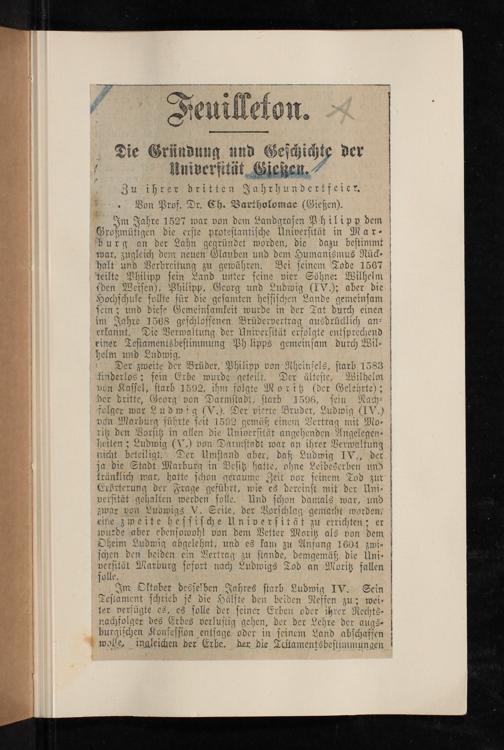 Feuilleton.
Die Gründung und Geschichte der
Universität Gießen.
Zu ihrer dritten Jahrhundertfeier.
Von Prof. Dr. Ch. Bartholomae (Gießen).
Im Jahre 1527 war von dem Landgrafen Philipp dem
Großmütigen die erste protestantische Universität in Mar-
burg an der Lahn gegründet worden, die dazu bestimmt
war, zugleich dem neuen Glauben und dem Humanismus Rück-
halt und Verbreitung zu gewähren. Bei seinem Tode 1567
teilte Philipp sein Land unter seine vier Söhne: Wilhelm
(den Weisen), Philipp, Georg und Ludwig (IV.); aber die
Hochschule sollte für die gesamten hessischen Lande gemeinsam
sein; und diese Gemeinsamkeit wurde in der Tat durch einen
im Jahre 1568 geschlossenen Brüdervertrag ausdrücklich an-
erkannt. Die Verwaltung der Universität erfolgte entsprechend
einer Testamentsbestimmung Philipps gemeinsam durch Wil-
helm und Ludwig.
Der zweite der Brüder, Philipp von Rheinfels, starb 1583
kinderlos; sein Erbe wurde geteilt. Der älteste, Wilhelm
von Kassel, starb 1592, ihm folgte Moritz (der Gelehrte);
der dritte, Georg von Darmstadt, starb 1596, sein Nach-
folger war Ludwig (V.). Der vierte Bruder, Ludwig (IV.)
von Marburg führte seit 1592 gemäß einem Vertrag mit Mo-
ritz den Vorsitz in allen die Universität angehenden Angelegen-
heiten; Ludwig (V.) von Darmstadt war an ihrer Verwaltung
nicht beteiligt. Der Umstand aber, daß Ludwig IV., der
ja die Stadt Marburg in Besitz hatte, ohne Leibeserben und
kränklich war, hatte schon geraume Zeit vor seinem Tod zur
Erörterung der Frage geführt, wie es dereinst mit der Uni-
versität gehalten werden solle. Und schon damals war, und
zwar von Ludwigs V. Seite, der Vorschlag gemacht worden,
eine zweite hessische Universität zu errichten; er
wurde aber ebensowohl von dem Vetter Moritz als von dem
Oheim Ludwig abgelehnt, und es kam zu Anfang 1604 zwi-
schen den beiden ein Vertrag zu stande, demgemäß die Uni-
versität Marburg sofort nach Ludwigs Tod an Moritz fallen
solle.
Im Oktober desselben Jahres starb Ludwig IV. Sein
Testament schrieb je die Hälfte den beiden Neffen zu; wei-
ter verfügte es, es solle der seiner Erben oder ihrer Rechts-
nachfolger des Erbes verlustig gehen, der der Lehre der augs-
burgischen Konfession entsage oder in seinem Land abschaffen
wolle, ingleichen der Erbe, der die Testamentsbestimmungen